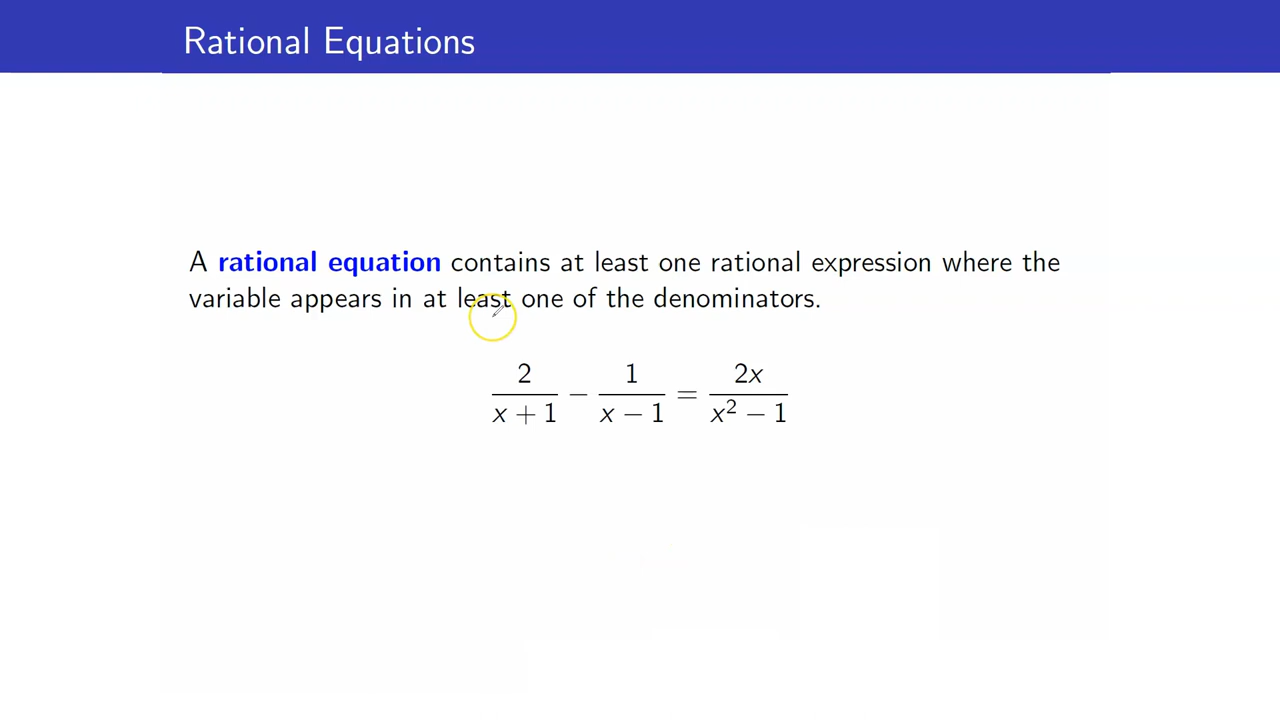 Rational Equations
A rational equation contains at least one rational expression where the
variable appears in at least one of the denominators.
2/(x + 1) − 1/(x − 1) = 2x/(x² − 1)